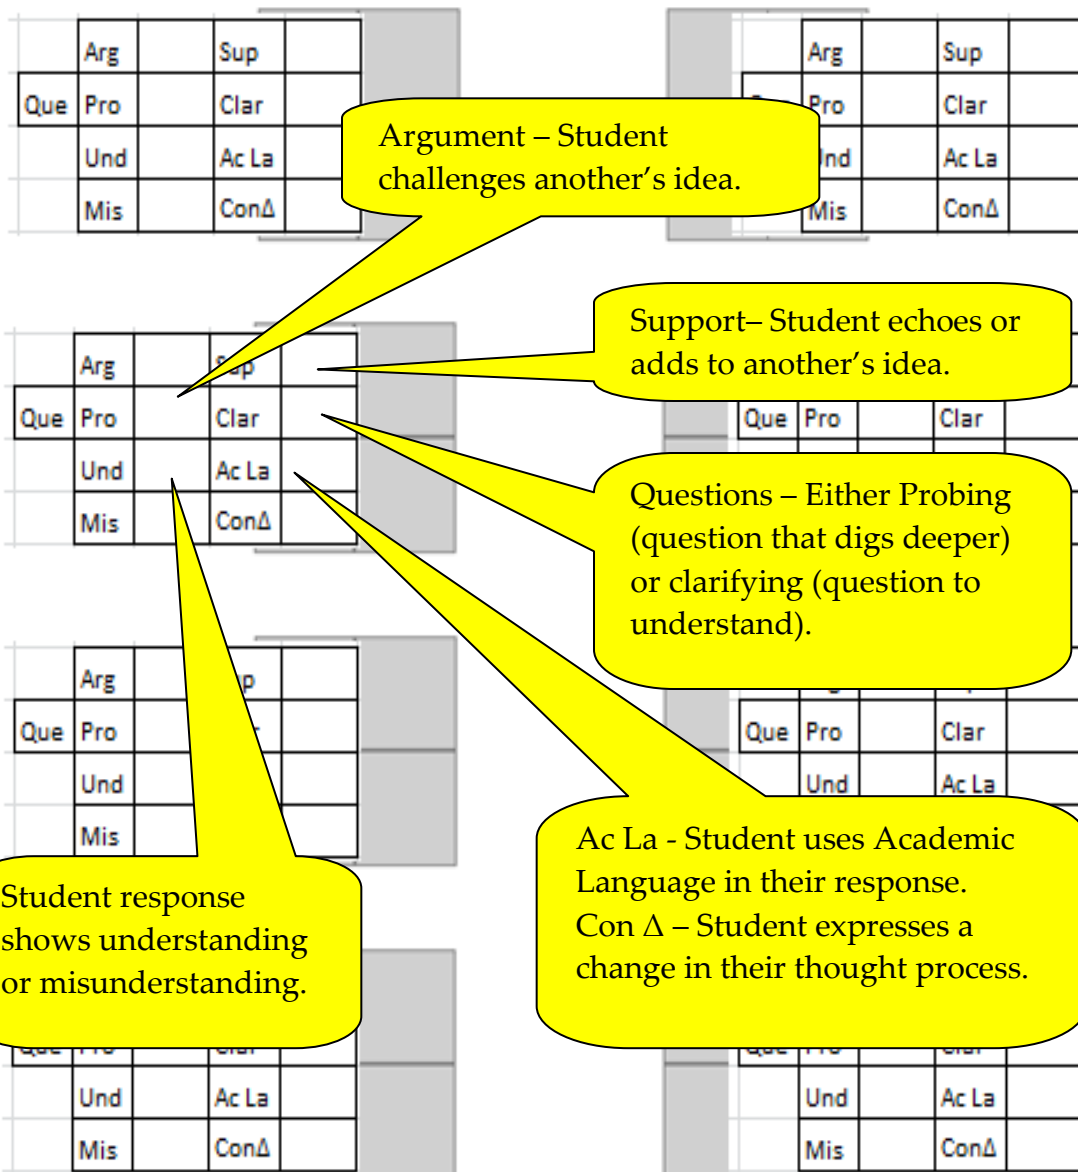 Arg Sup
Que Pro Clar
Und Ac La
Mis ConΔ
Arg Sup
Pro Clar
Ac La
Mis ConΔ
Argument – Student
challenges another's idea.
Arg Sup
Que Pro Clar
Und Ac La
Mis ConΔ
Support– Student echoes or
adds to another's idea.
Que Pro Clar
Questions – Either Probing
(question that digs deeper)
or clarifying (question to
understand).
Arg
Que Pro
Und
Mis
Que Pro Clar
Und Ac La
Student response
shows understanding
or misunderstanding.
Ac La - Student uses Academic
Language in their response.
Con Δ – Student expresses a
change in their thought process.
Und Ac La
Mis ConΔ
Und Ac La
Mis ConΔ